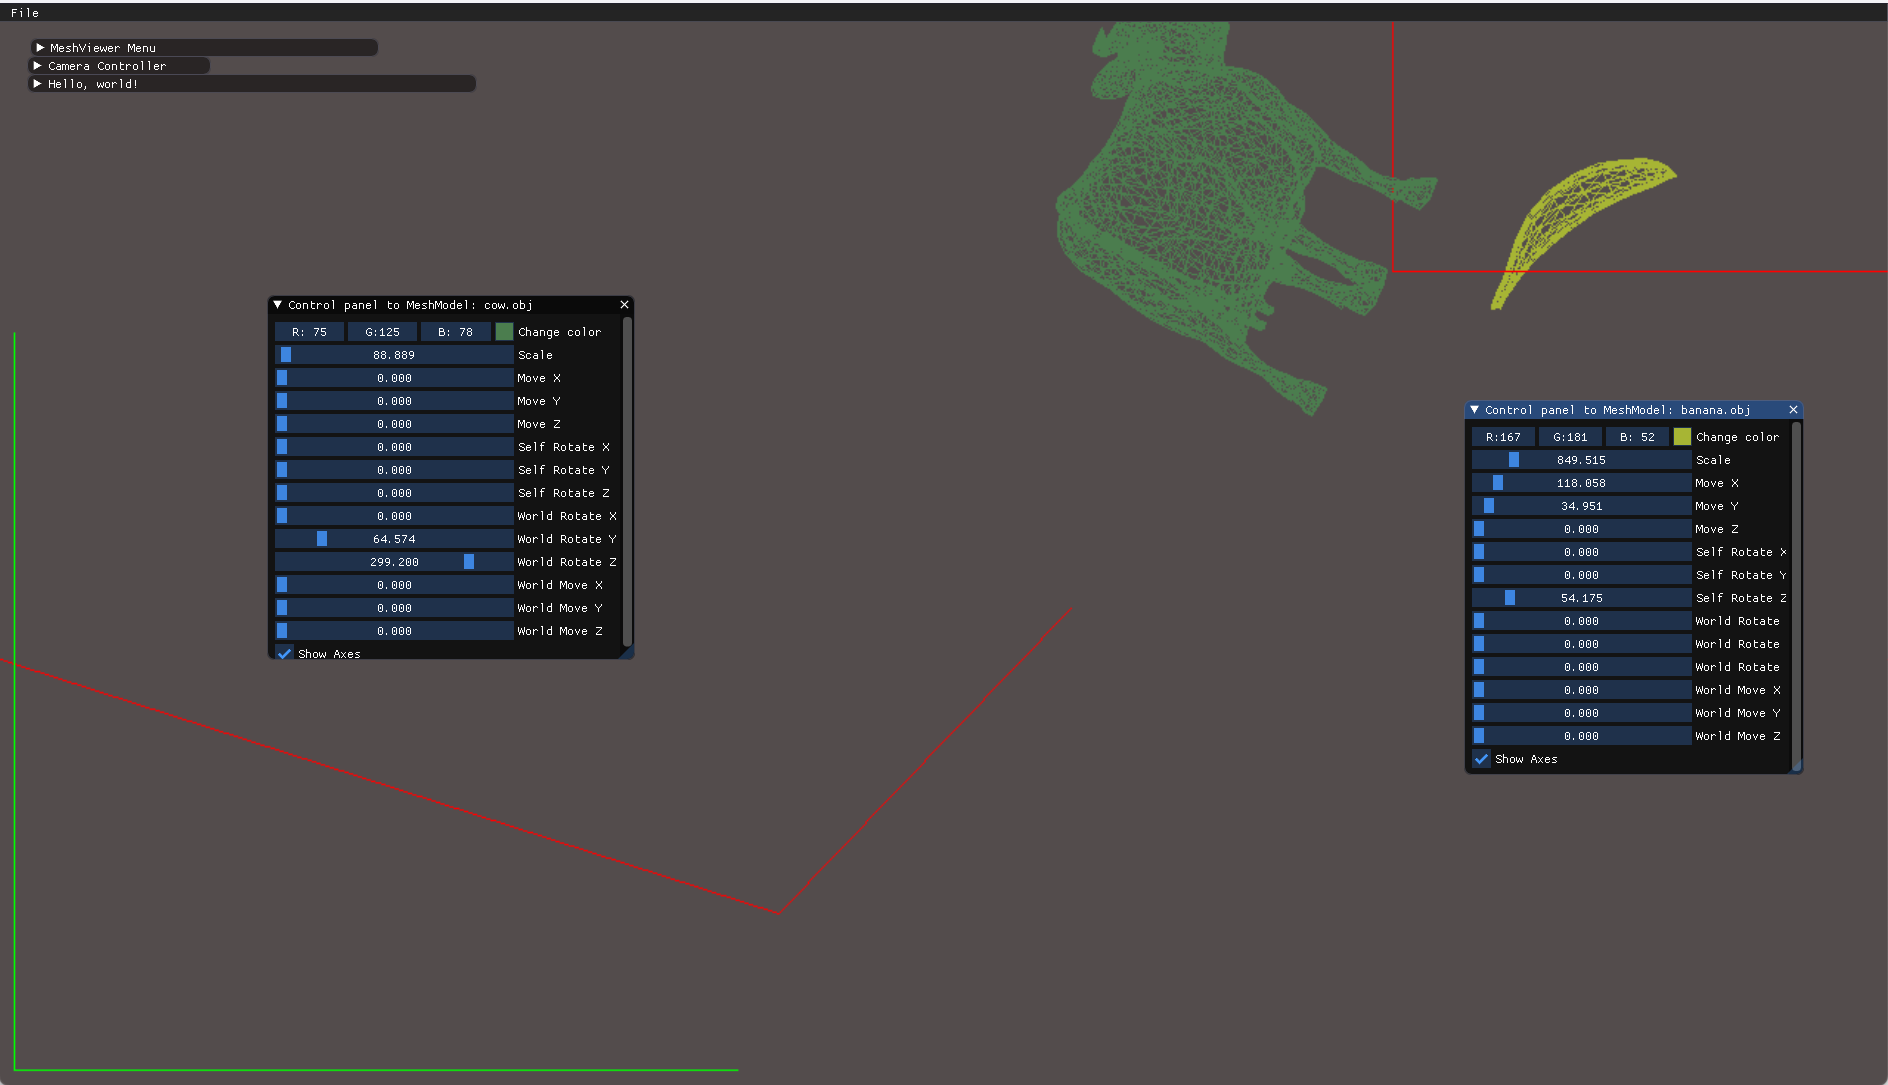 File
MeshViewer Menu
Camera Controller
Hello, world!
Control panel to MeshModel: cow.obj
R: 75 G:125 B: 78 Change color
88.889 Scale
0.000 Move X
0.000 Move Y
0.000 Move Z
0.000 Self Rotate X
0.000 Self Rotate Y
0.000 Self Rotate Z
0.000 World Rotate X
64.574 World Rotate Y
299.200 World Rotate Z
0.000 World Move X
0.000 World Move Y
0.000 World Move Z
Show Axes
Control panel to MeshModel: banana.obj
R:167 G:181 B: 52 Change color
849.515 Scale
118.058 Move X
34.951 Move Y
0.000 Move Z
0.000 Self Rotate X
0.000 Self Rotate Y
54.175 Self Rotate Z
0.000 World Rotate
0.000 World Rotate
0.000 World Rotate
0.000 World Move X
0.000 World Move Y
0.000 World Move Z
Show Axes